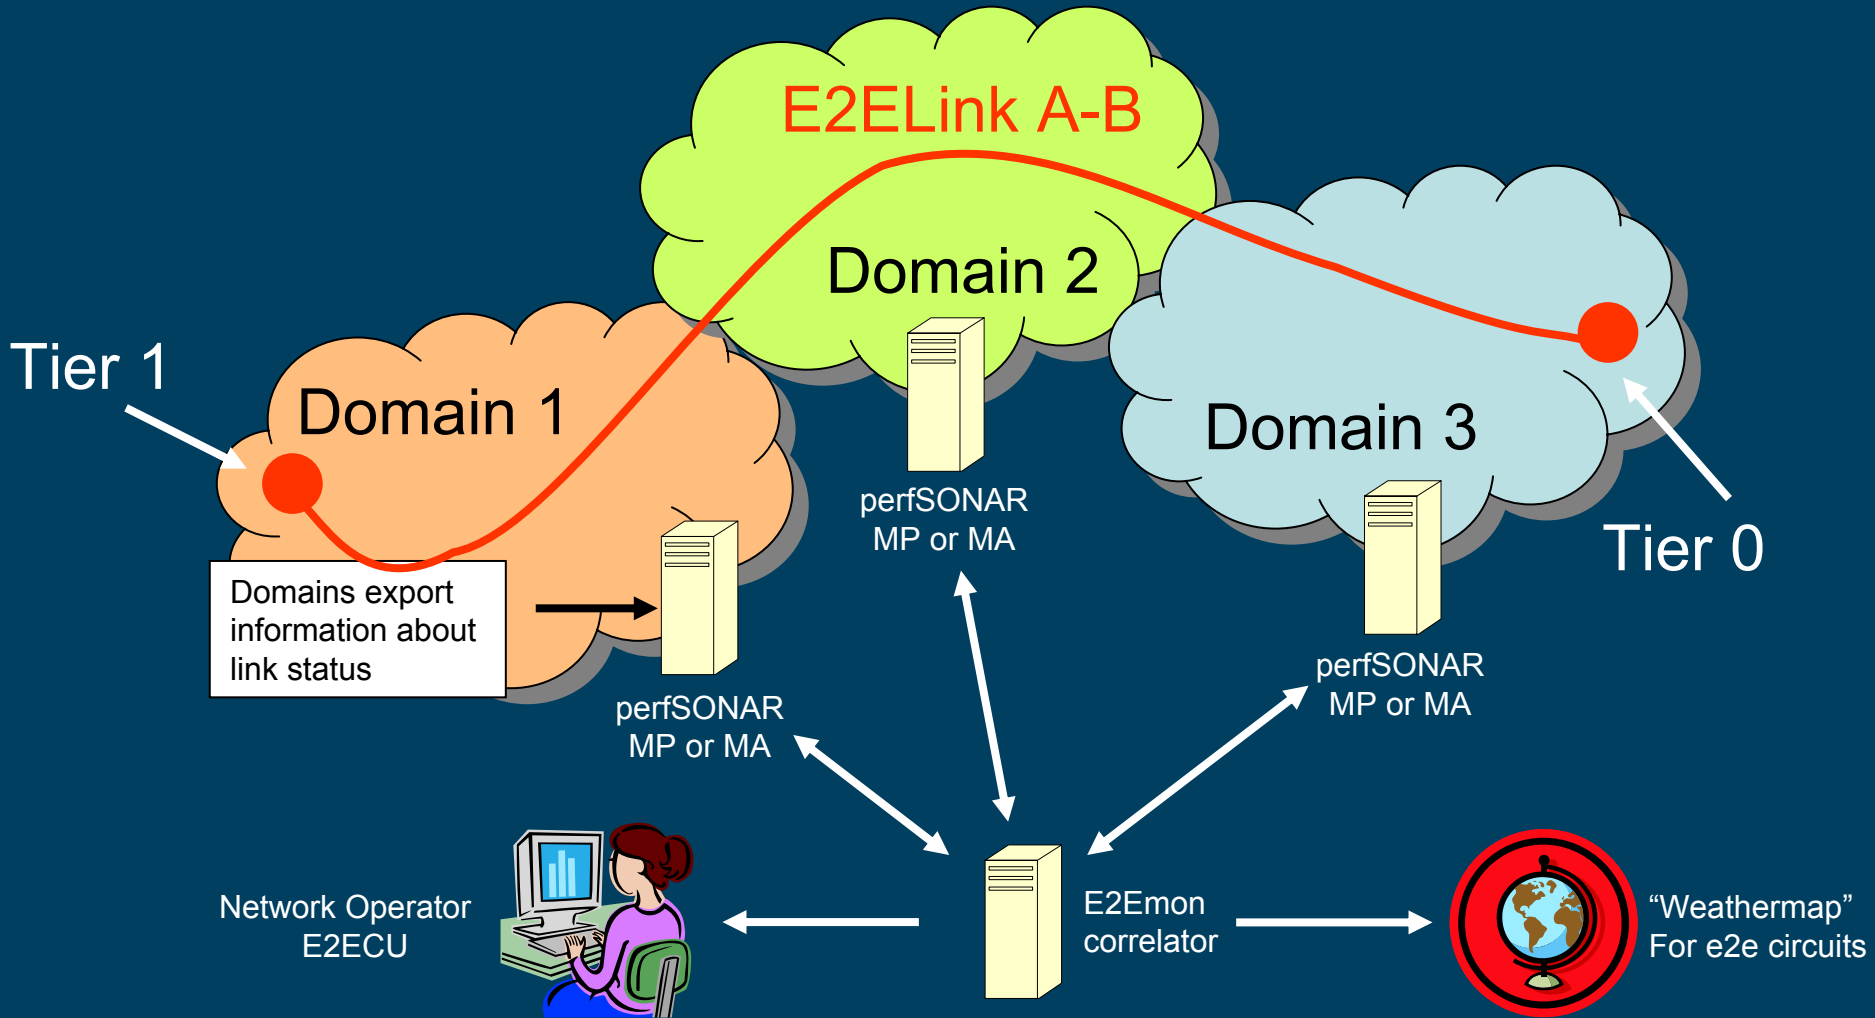 E2ELink A-B
Domain 2
Tier 1
Domain 1
Domain 3
perfSONAR
MP or MA
Tier 0
Domains export
information about
link status
perfSONAR
MP or MA
perfSONAR
MP or MA
Network Operator
E2ECU
E2Emon
correlator
“Weathermap”
For e2e circuits